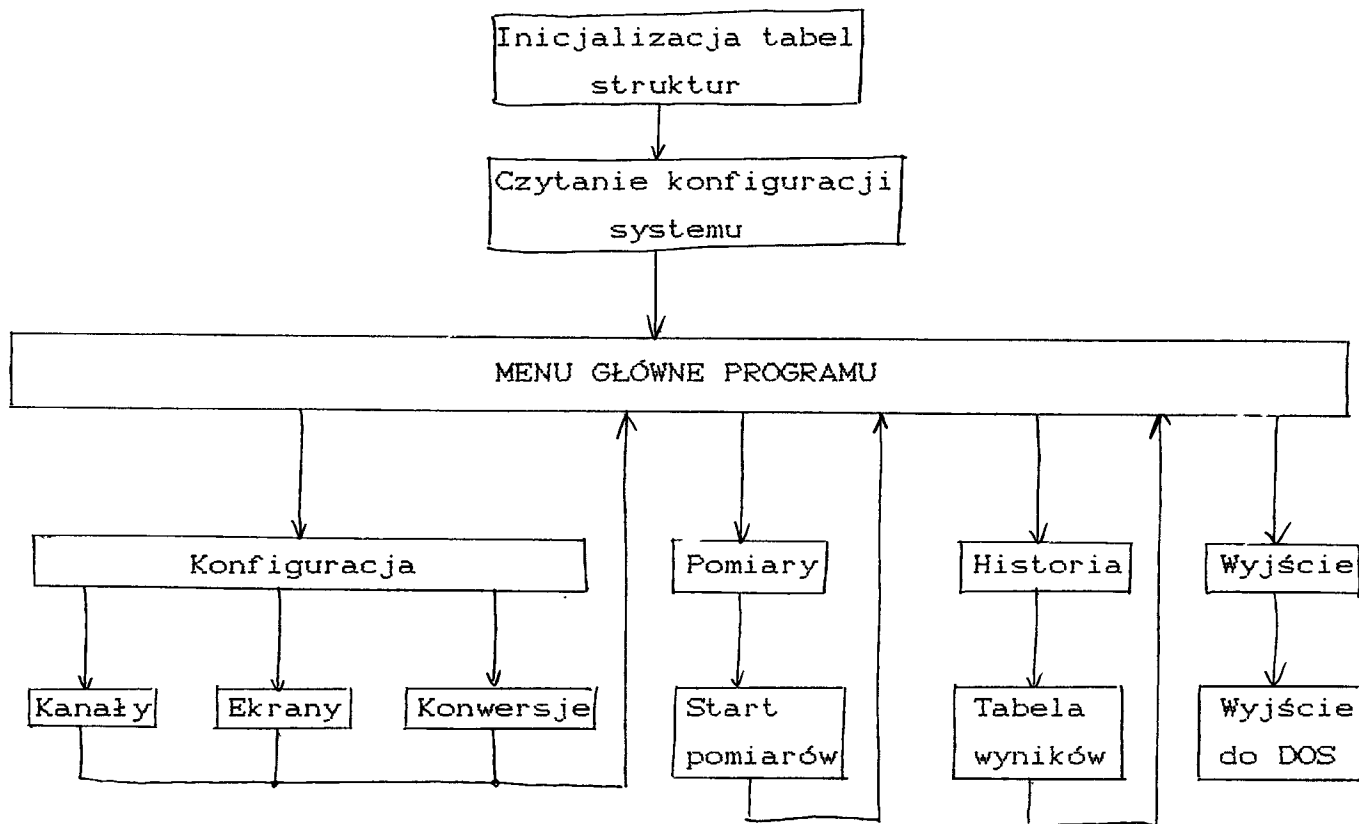 Inicjalizacja tabel
struktur
Czytanie konfiguracji
systemu
MENU GŁÓWNE PROGRAMU
Konfiguracja
Pomiary
Historia
Wyjście
Kanały
Ekrany
Konwersje
Start
pomiarów
Tabela
wyników
Wyjście
do DOS